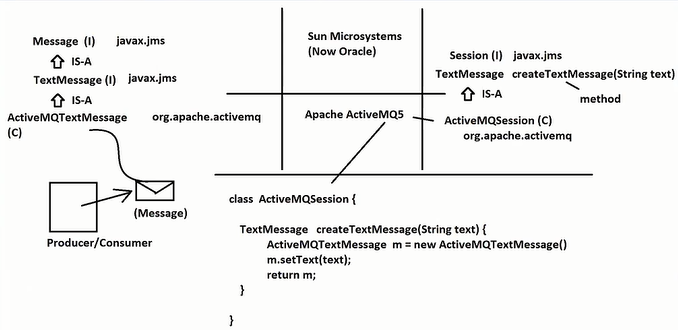 Message (I) javax.jms
IS-A
TextMessage (I) javax.jms
IS-A
ActiveMQTextMessage org.apache.activemq
(C)
(Message)
Producer/Consumer
Sun Microsystems
(Now Oracle)
Apache ActiveMQ5
Session (I) javax.jms
TextMessage createTextMessage(String text)
IS-A
method
ActiveMQSession (C)
org.apache.activemq
class ActiveMQSession {
TextMessage createTextMessage(String text) {
ActiveMQTextMessage m = new ActiveMQTextMessage()
m.setText(text);
return m;
}
}